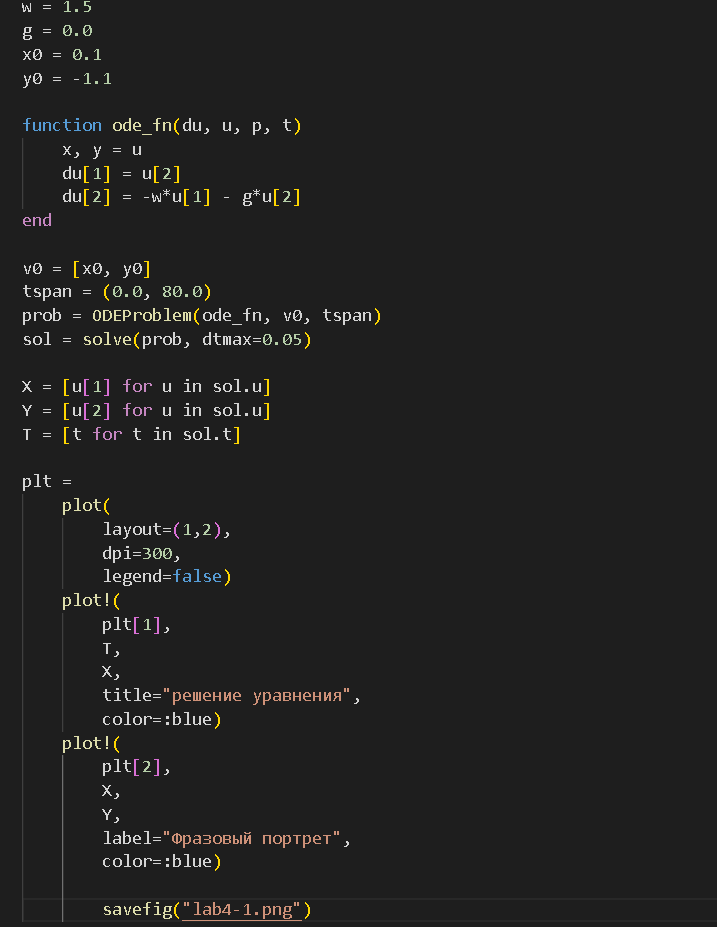 w = 1.5
g = 0.0
x0 = 0.1
y0 = -1.1
function ode_fn(du, u, p, t)
x, y = u
du[1] = u[2]
du[2] = -w*u[1] - g*u[2]
end
v0 = [x0, y0]
tspan = (0.0, 80.0)
prob = ODEProblem(ode_fn, v0, tspan)
sol = solve(prob, dtmax=0.05)
X = [u[1] for u in sol.u]
Y = [u[2] for u in sol.u]
T = [t for t in sol.t]
plt =
plot(
layout=(1,2),
dpi=300,
legend=false)
plot!(
plt[1],
T,
X,
title="решение уравнения",
color=:blue)
plot!(
plt[2],
X,
Y,
label="Фразовый портрет",
color=:blue)
savefig("lab4-1.png")